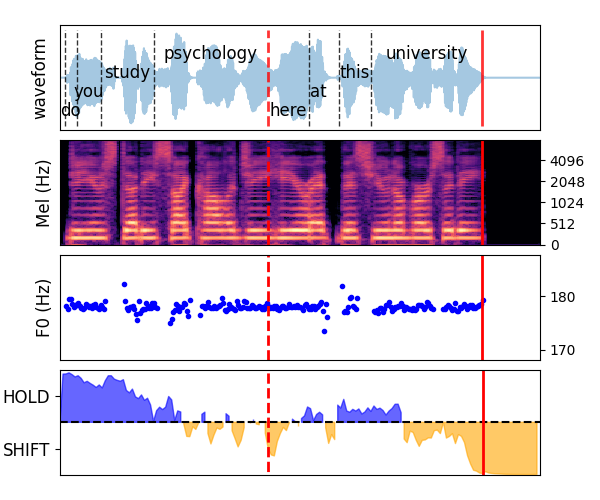 waveform
do
you
study
psychology
here
at
this
university
Mel (Hz)
4096
2048
1024
512
0
F0 (Hz)
180
170
HOLD
SHIFT